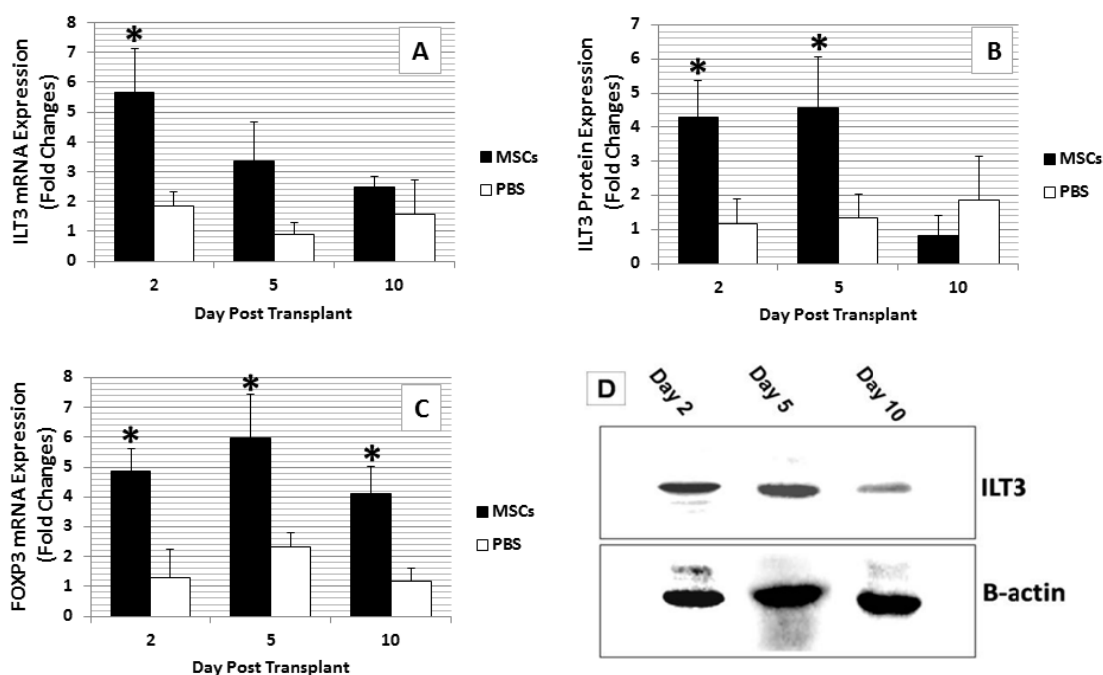 A
ILT3 mRNA Expression
(Fold Changes)
8
7
6
5
4
3
2
1
0
*
2
5
10
Day Post Transplant
MSCs
PBS
B
ILT3 Protein Expression
(Fold Changes)
7
6
5
4
3
2
1
0
*
*
2
5
10
Day Post Transplant
MSCs
PBS
C
FOXP3 mRNA Expression
(Fold Changes)
8
7
6
5
4
3
2
1
0
*
*
*
2
5
10
Day Post Transplant
MSCs
PBS
D
Day 2
Day 5
Day 10
ILT3
B-actin